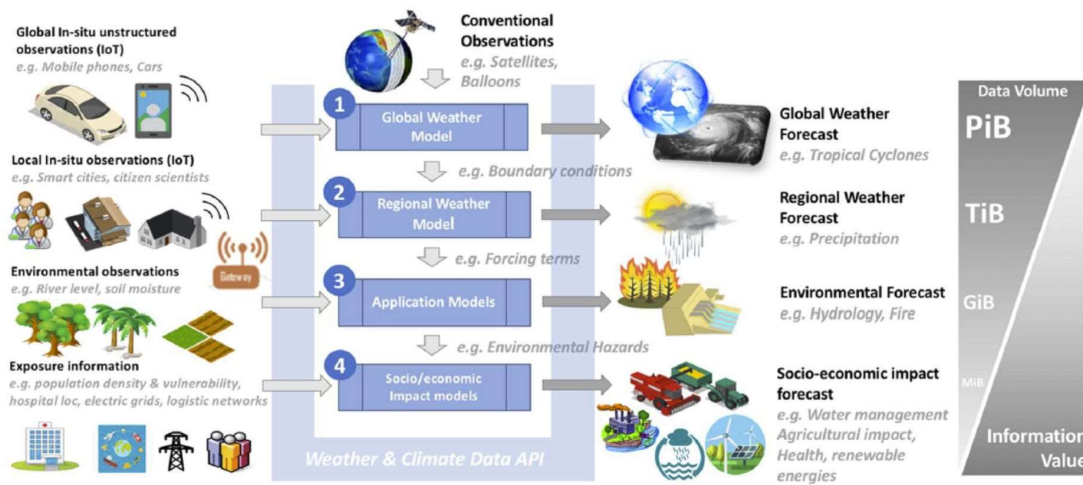 Global In-situ unstructured
observations (IoT)
e.g. Mobile phones, Cars
Local In-situ observations (IoT)
e.g. Smart cities, citizen scientists
Gateway
Environmental observations
e.g. River level, soil moisture
Exposure information
e.g. population density & vulnerability,
hospital loc, electric grids, logistic networks
Conventional
Observations
e.g. Satellites,
Balloons
1
Global Weather
Model
e.g. Boundary conditions
2
Regional Weather
Model
e.g. Forcing terms
3
Application Models
e.g. Environmental Hazards
4
Socio/economic
Impact models
Weather & Climate Data API
Global Weather
Forecast
e.g. Tropical Cyclones
Regional Weather
Forecast
e.g. Precipitation
Environmental Forecast
e.g. Hydrology, Fire
Socio-economic impact
forecast
e.g. Water management
Agricultural impact,
Health, renewable
energies
Data Volume
PiB
TiB
GiB
MiB
Information
Value